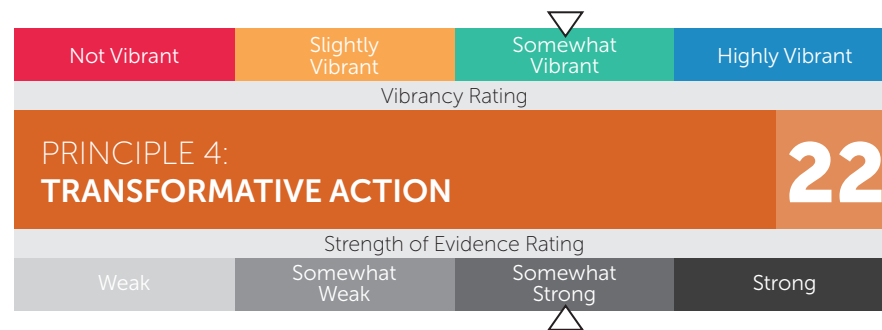 Not Vibrant
Slightly
Vibrant
Somewhat
Vibrant
Highly Vibrant
Vibrancy Rating
PRINCIPLE 4:
TRANSFORMATIVE ACTION
22
Strength of Evidence Rating
Weak
Somewhat
Weak
Somewhat
Strong
Strong